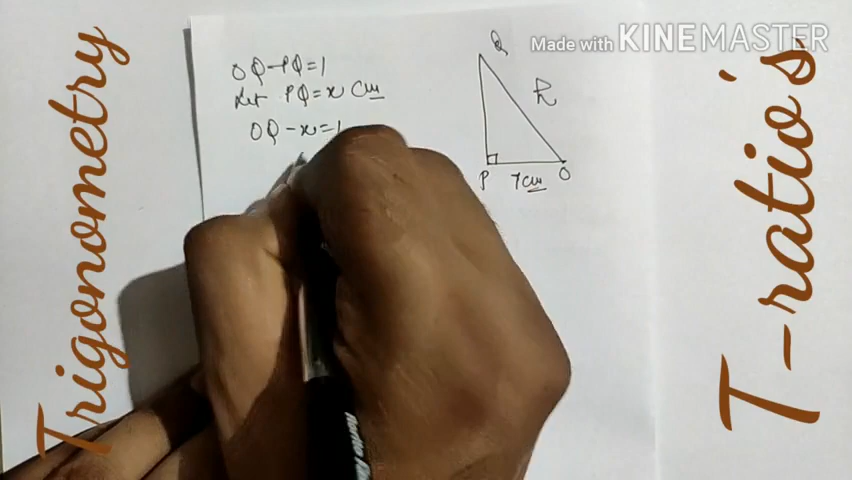 Trigonometry
OQ-PQ=1
Let PQ=x cm
OQ-x=1
Q
h
P 7cm O
Made with KINEMASTER
T-ratio's